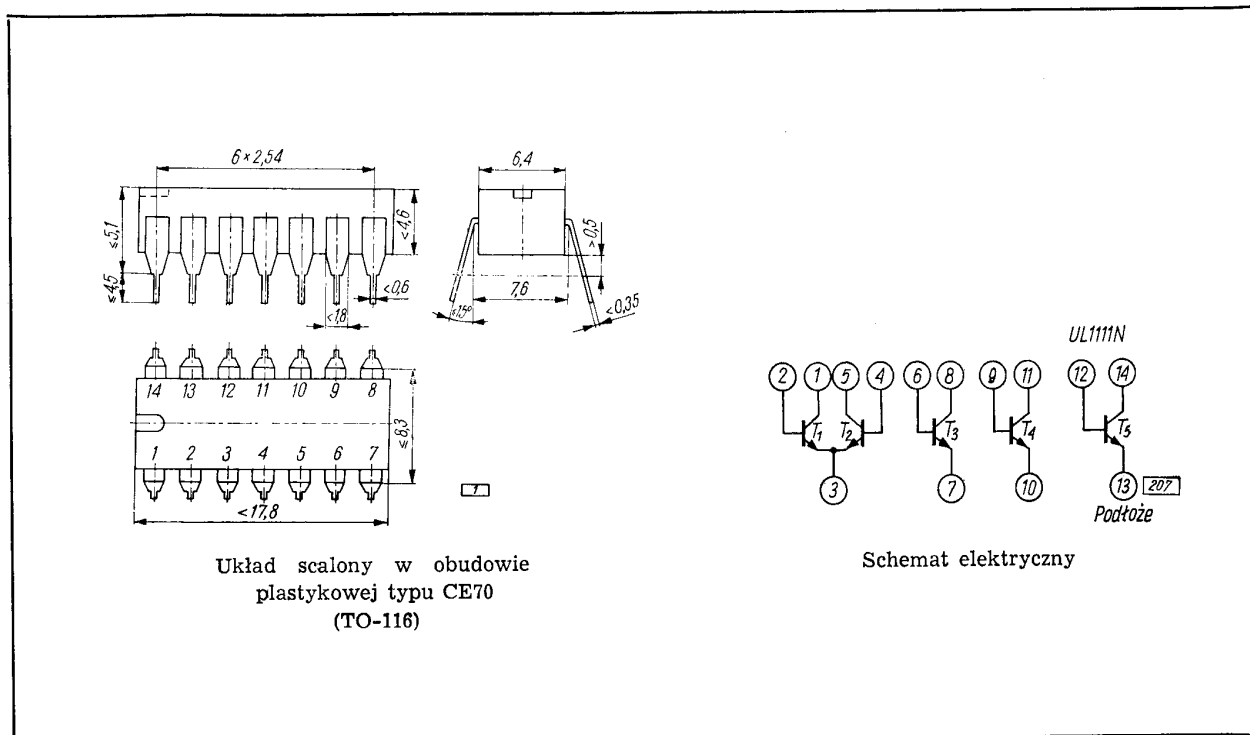 6×2,54
6,4
≤5,1
<4,6
>0,5
≤4,5
<0,6
<1,8
≤15°
7,6
<0,35
14 13 12 11 10 9 8
≤8,3
1 2 3 4 5 6 7
<17,8
1
Układ scalony w obudowie
plastykowej typu CE70
(TO-116)
UL1111N
2 1 5 4 6 8 9 11 12 14
T1 T2 T3 T4 T5
3 7 10 13 207
Podłoże
Schemat elektryczny